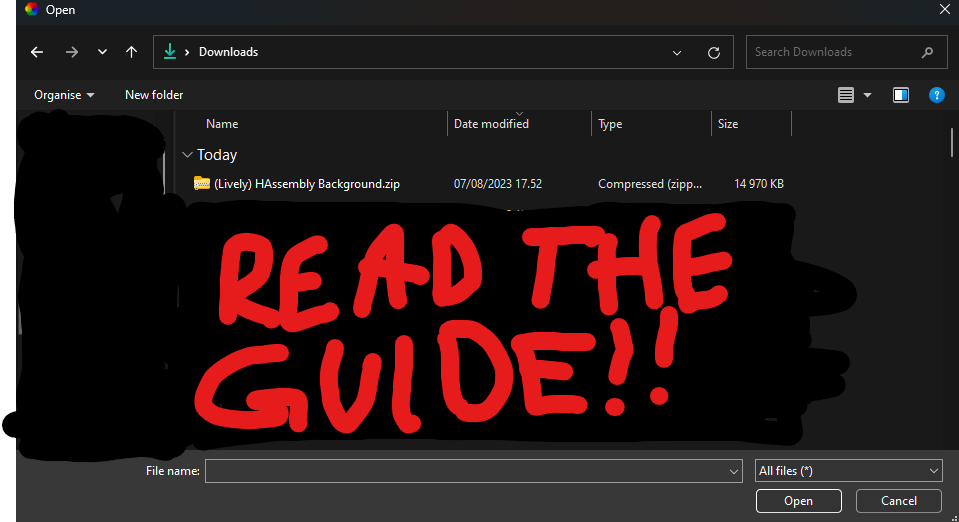 Open
Downloads
Search Downloads
Organise
New folder
Name
Date modified
Type
Size
Today
(Lively) HAssembly Background.zip
07/08/2023 17.52
Compressed (zipp...
14 970 KB
READ THE
GUIDE!!
File name:
All files (*)
Open
Cancel